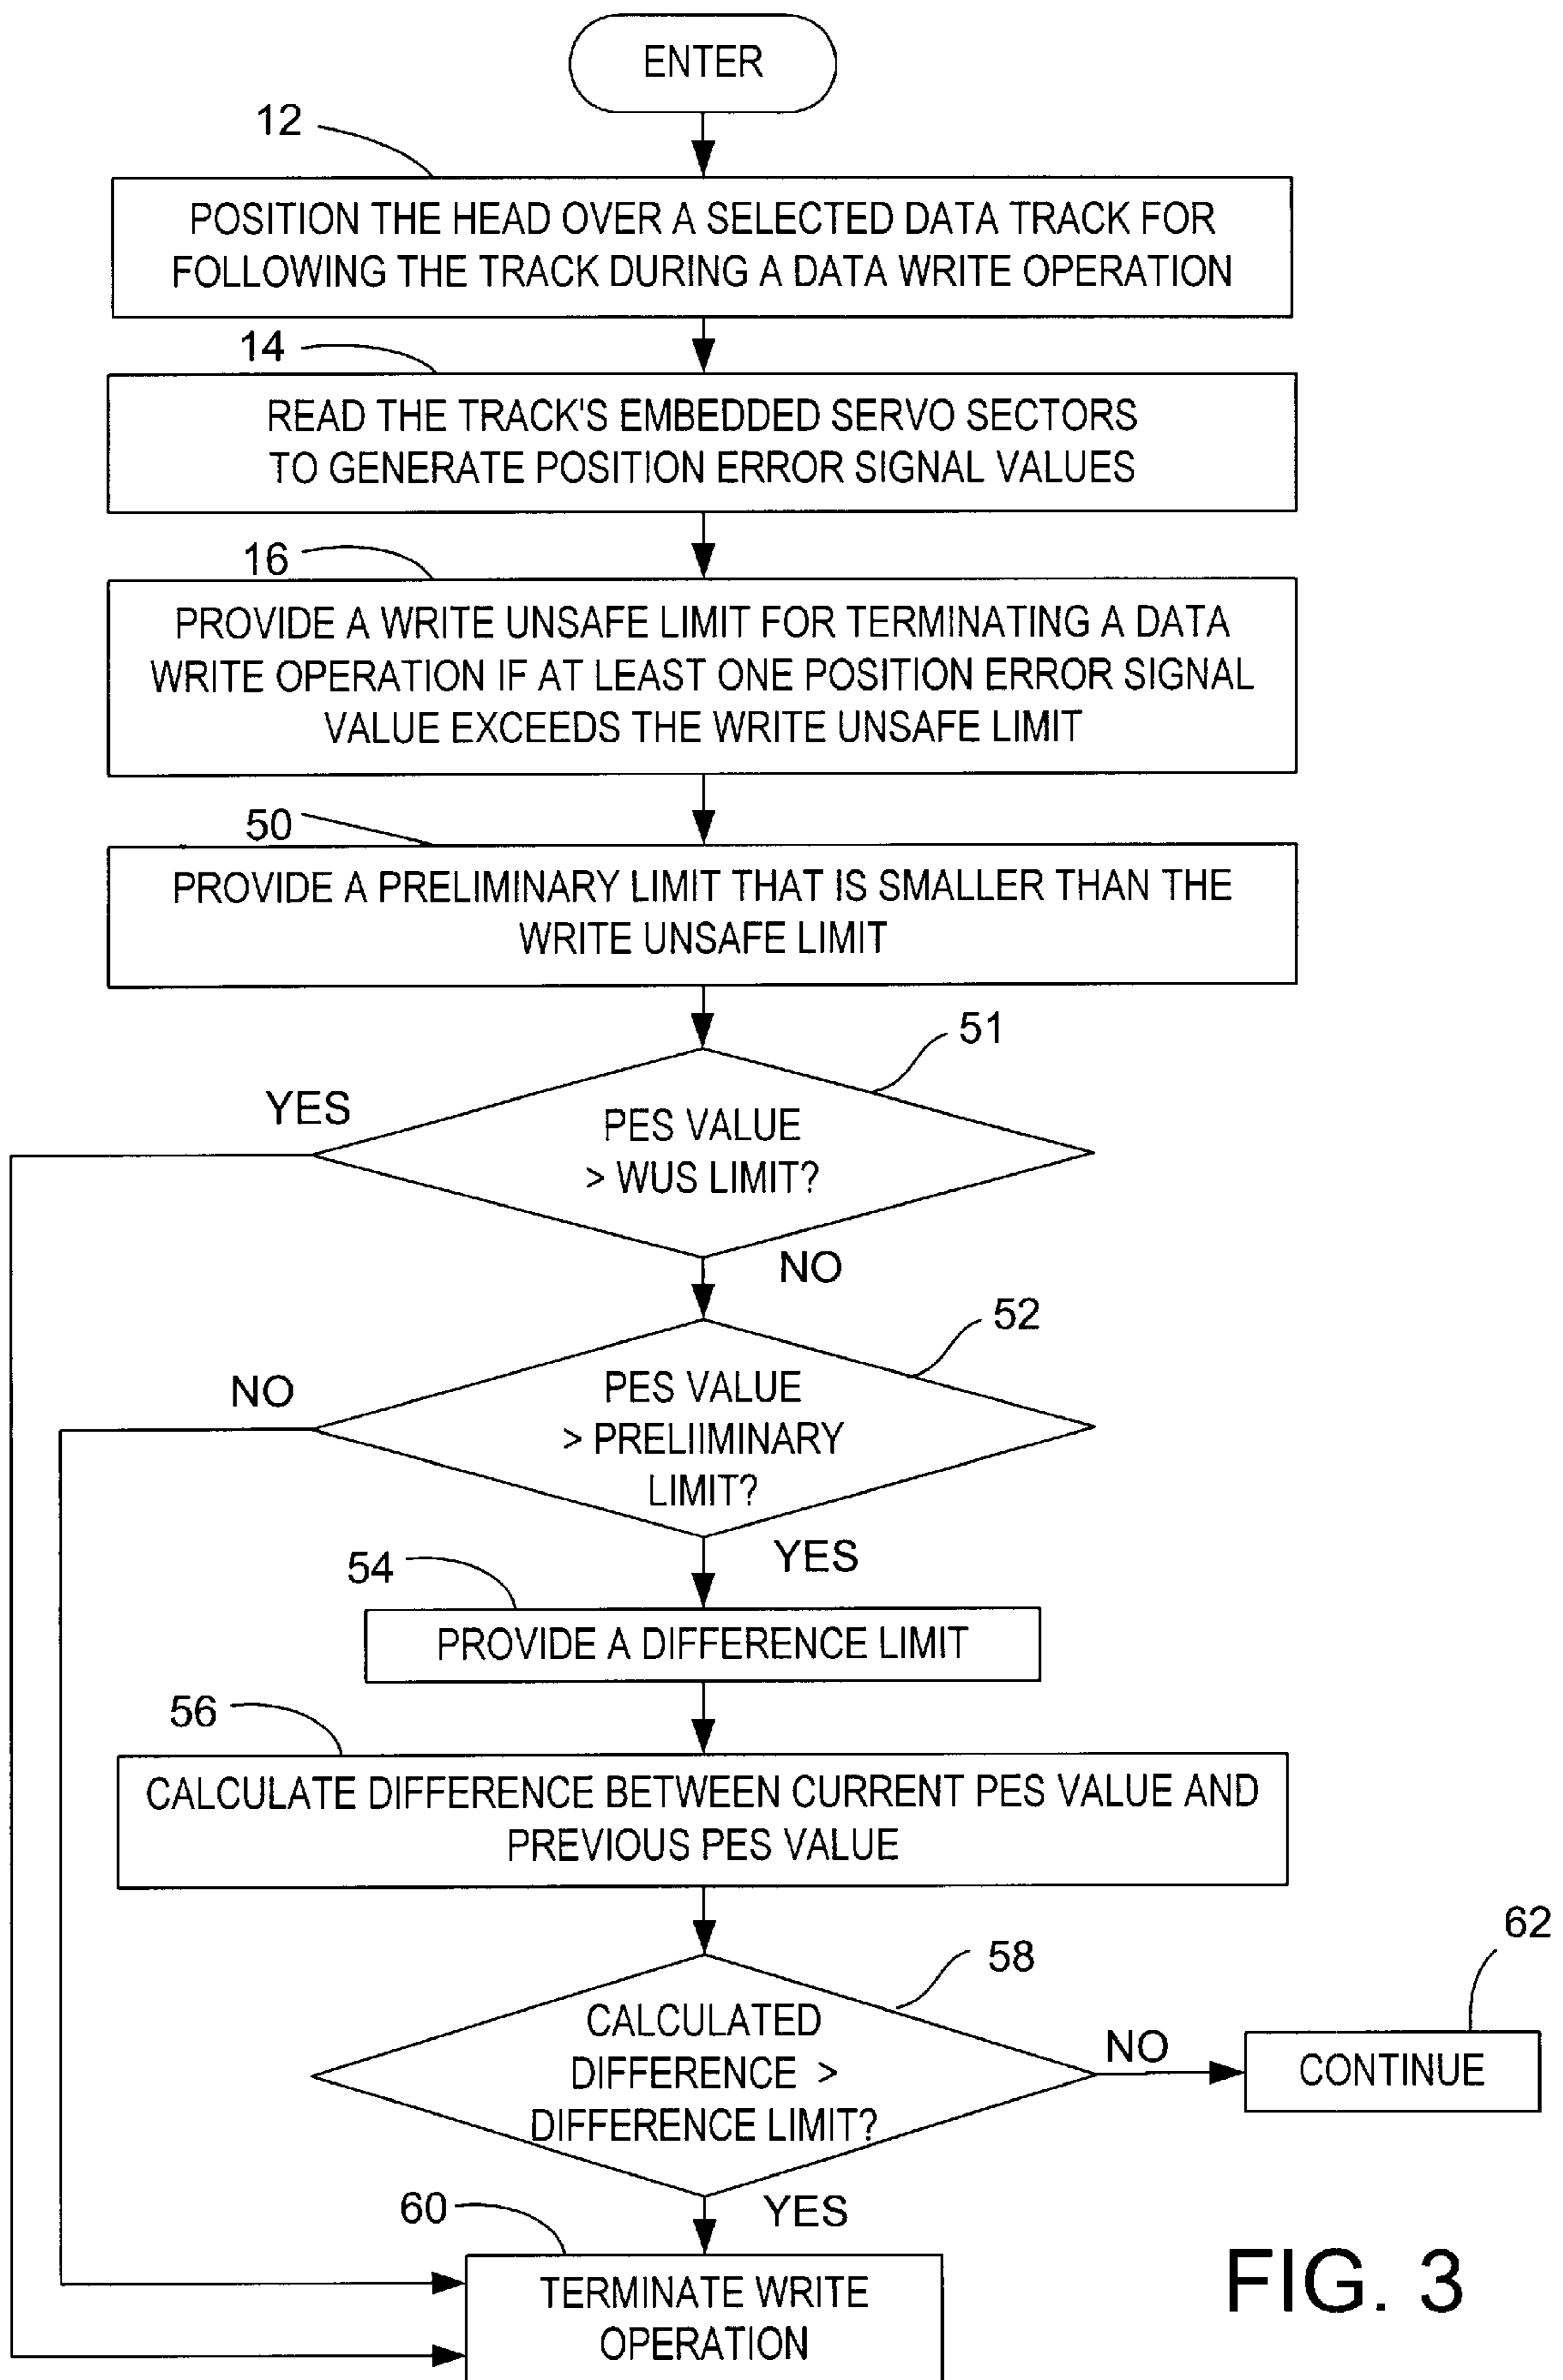 ENTER
12
POSITION THE HEAD OVER A SELECTED DATA TRACK FOR
FOLLOWING THE TRACK DURING A DATA WRITE OPERATION
14
READ THE TRACK'S EMBEDDED SERVO SECTORS
TO GENERATE POSITION ERROR SIGNAL VALUES
16
PROVIDE A WRITE UNSAFE LIMIT FOR TERMINATING A DATA
WRITE OPERATION IF AT LEAST ONE POSITION ERROR SIGNAL
VALUE EXCEEDS THE WRITE UNSAFE LIMIT
50
PROVIDE A PRELIMINARY LIMIT THAT IS SMALLER THAN THE
WRITE UNSAFE LIMIT
51
YES
PES VALUE
> WUS LIMIT?
NO
52
NO
PES VALUE
> PRELIIMINARY
LIMIT?
YES
54
PROVIDE A DIFFERENCE LIMIT
56
CALCULATE DIFFERENCE BETWEEN CURRENT PES VALUE AND
PREVIOUS PES VALUE
58
CALCULATED
DIFFERENCE >
DIFFERENCE LIMIT?
NO
62
CONTINUE
YES
60
TERMINATE WRITE
OPERATION
FIG. 3